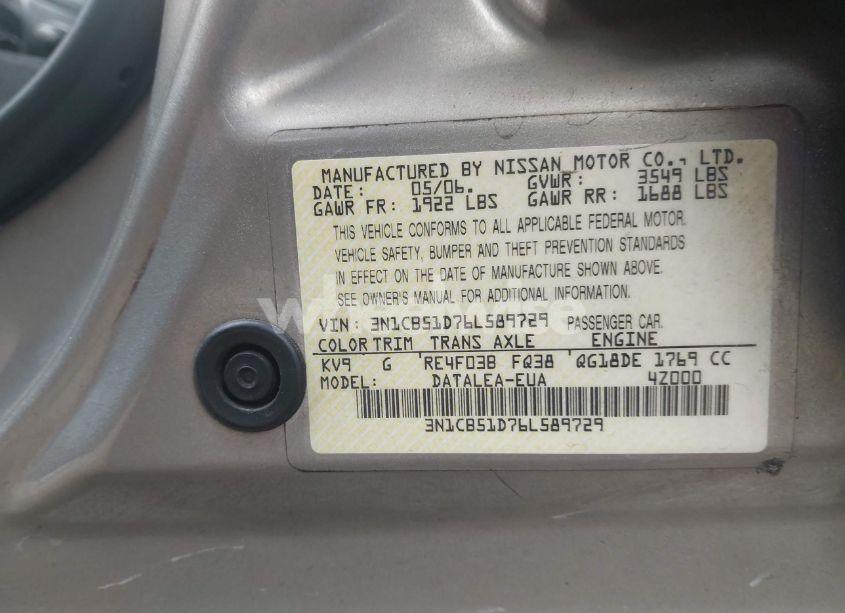 MANUFACTURED BY NISSAN MOTOR CO., LTD.
DATE: 05/06. GVWR: 3549 LBS
GAWR FR: 1922 LBS GAWR RR: 1688 LBS
THIS VEHICLE CONFORMS TO ALL APPLICABLE FEDERAL MOTOR.
VEHICLE SAFETY, BUMPER AND THEFT PREVENTION STANDARDS
IN EFFECT ON THE DATE OF MANUFACTURE SHOWN ABOVE.
SEE OWNER'S MANUAL FOR ADDITIONAL INFORMATION.
VIN: 3N1CB51D76L589729 PASSENGER CAR.
COLOR TRIM TRANS AXLE ENGINE
KV9 G RE4F03B FQ38 QG18DE 1769 CC
MODEL: DATALEA-EUA 4Z000
3N1CB51D76L589729